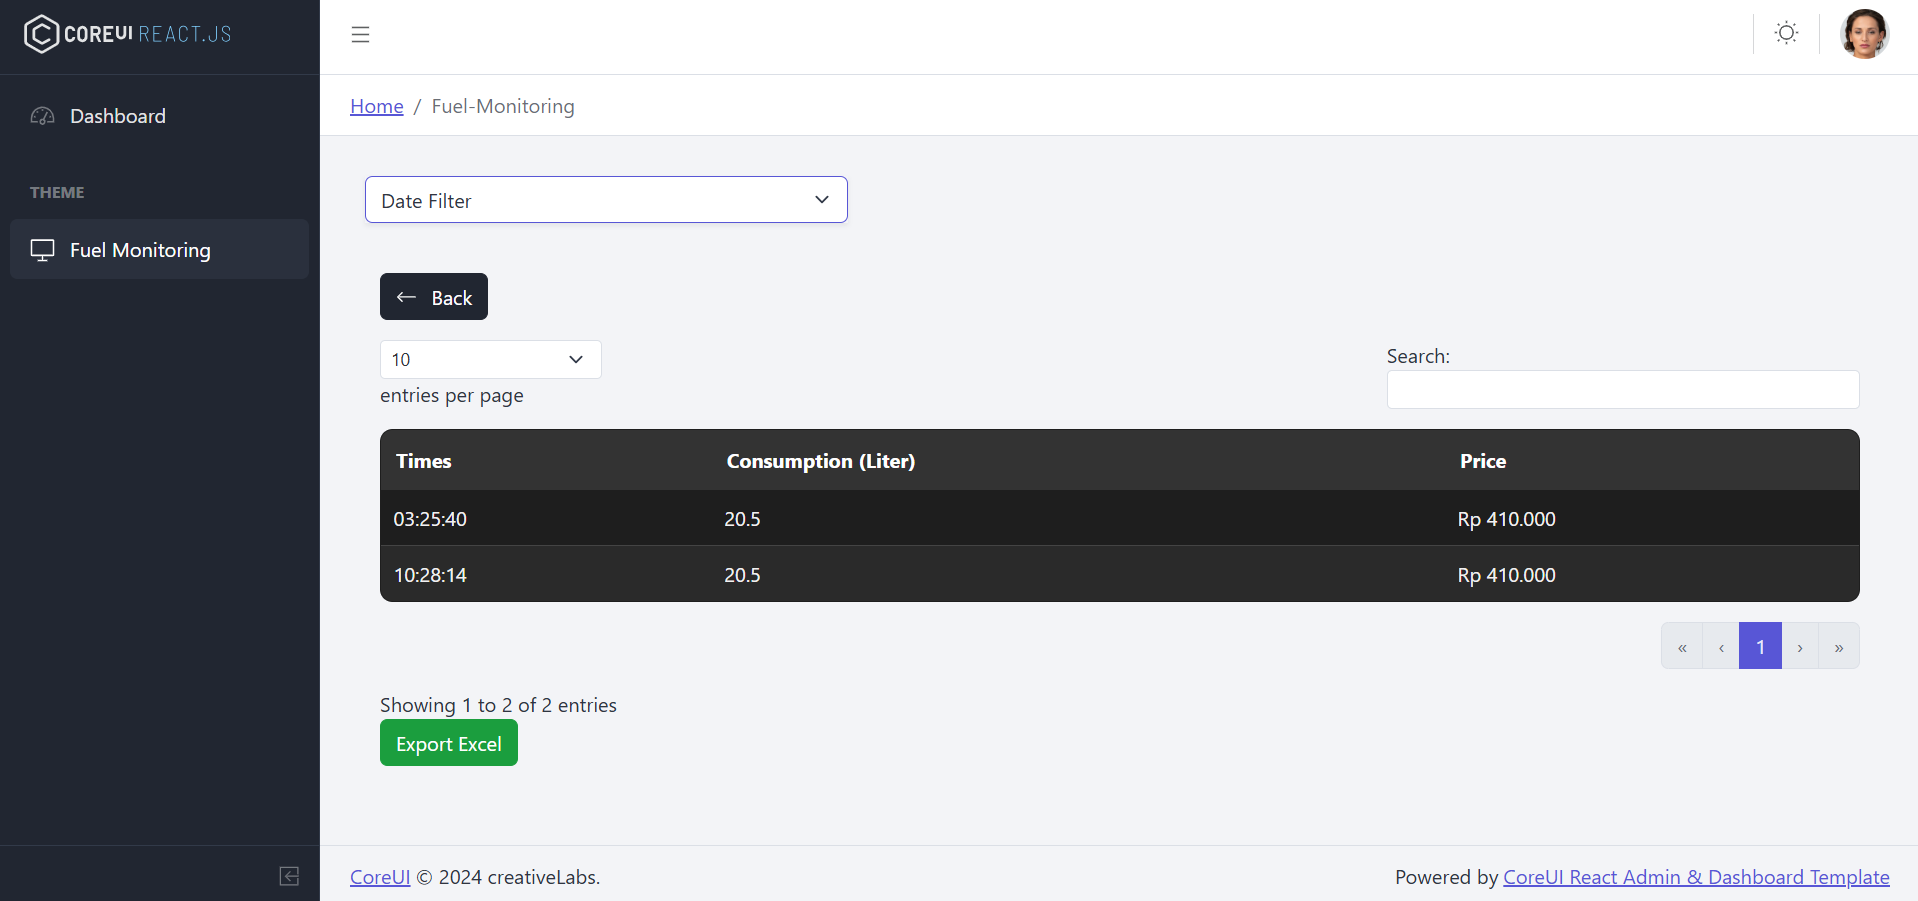 COREUI REACT.JS
Dashboard
THEME
Fuel Monitoring
Home / Fuel-Monitoring
Date Filter
← Back
10
entries per page
Search:
Times Consumption (Liter) Price
03:25:40 20.5 Rp 410.000
10:28:14 20.5 Rp 410.000
« ‹ 1 › »
Showing 1 to 2 of 2 entries
Export Excel
CoreUI © 2024 creativeLabs.
Powered by CoreUI React Admin & Dashboard Template